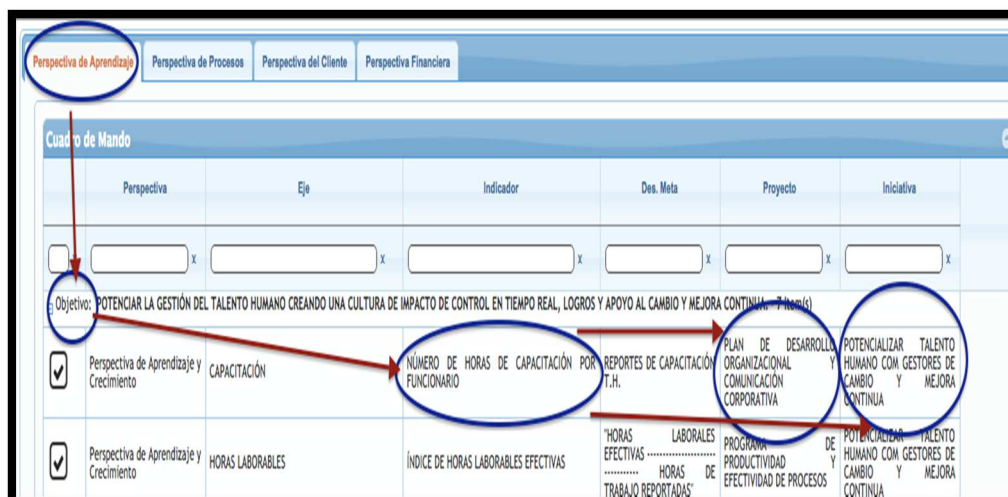 Perspectiva de Aprendizaje Perspectiva de Procesos Perspectiva del Cliente Perspectiva Financiera
Cuadro de Mando
Perspectiva Eje Indicador Des. Meta Proyecto Iniciativa
x x x x x x
Objetivo: POTENCIAR LA GESTIÓN DEL TALENTO HUMANO CREANDO UNA CULTURA DE IMPACTO DE CONTROL EN TIEMPO REAL, LOGROS Y APOYO AL CAMBIO Y MEJORA CONTINUA. - 7 Item(s)
Perspectiva de Aprendizaje y
Crecimiento
CAPACITACIÓN
NÚMERO DE HORAS DE CAPACITACIÓN POR
FUNCIONARIO
REPORTES DE CAPACITACIÓN
T.H.
PLAN DE DESARROLLO
ORGANIZACIONAL Y
COMUNICACIÓN
CORPORATIVA
POTENCIALIZAR TALENTO
HUMANO COM GESTORES DE
CAMBIO Y MEJORA
CONTINUA
Perspectiva de Aprendizaje y
Crecimiento
HORAS LABORABLES
ÍNDICE DE HORAS LABORABLES EFECTIVAS
"HORAS LABORALES
EFECTIVAS ----------------------
----------- HORAS DE
TRABAJO REPORTADAS"
PROGRAMA DE
PRODUCTIVIDAD Y
EFECTIVIDAD DE PROCESOS
POTENCIALIZAR TALENTO
HUMANO COM GESTORES DE
CAMBIO Y MEJORA
CONTINUA